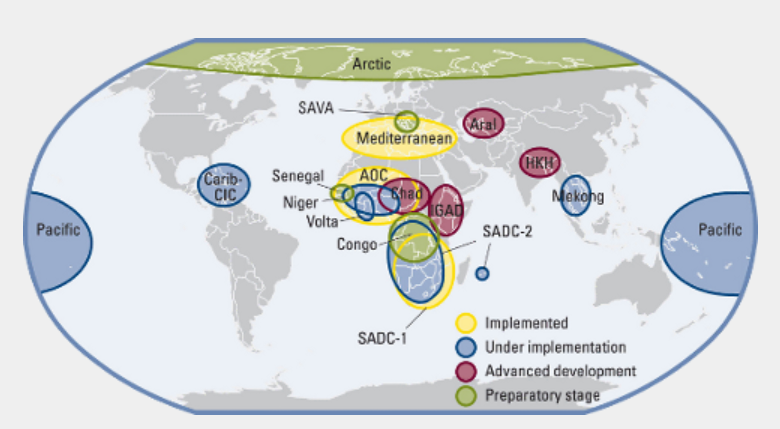 Arctic
SAVA
Mediterranean
Aral
HKH
Carib-
CIC
Senegal
AOC
Chad
Niger
IGAD
Mekong
Volta
Pacific
Congo
SADC-2
Pacific
SADC-1
Implemented
Under implementation
Advanced development
Preparatory stage